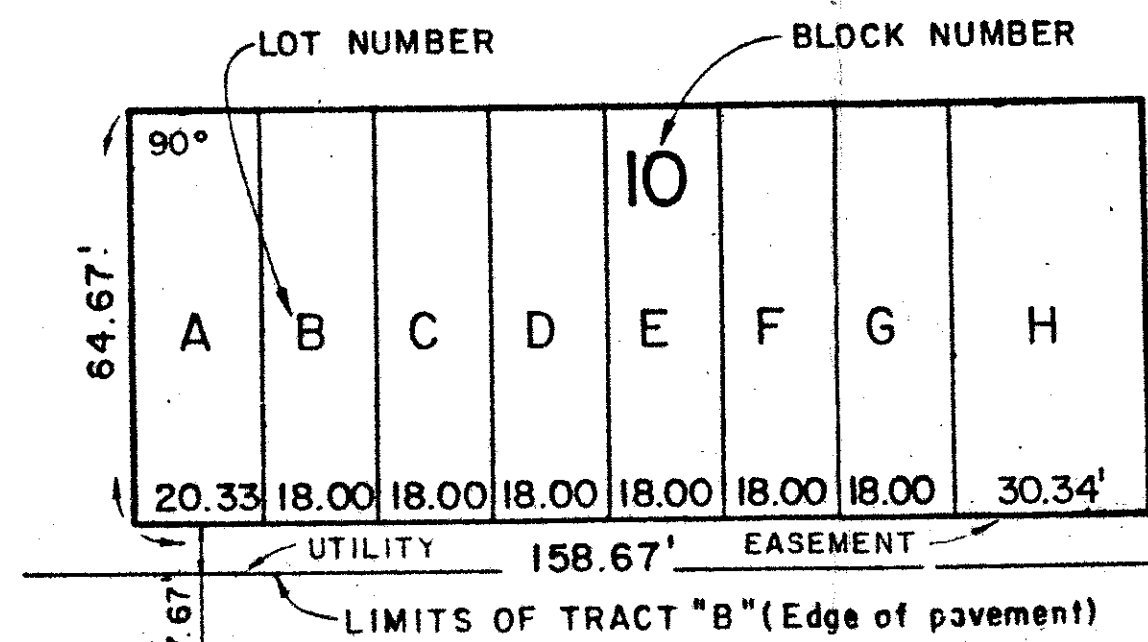 LOT NUMBER
BLOCK NUMBER
90°
10
64.67'
A B C D E F G H
20.33 18.00 18.00 18.00 18.00 18.00 18.00 30.34'
UTILITY 158.67' EASEMENT
LIMITS OF TRACT "B" (Edge of pavement)